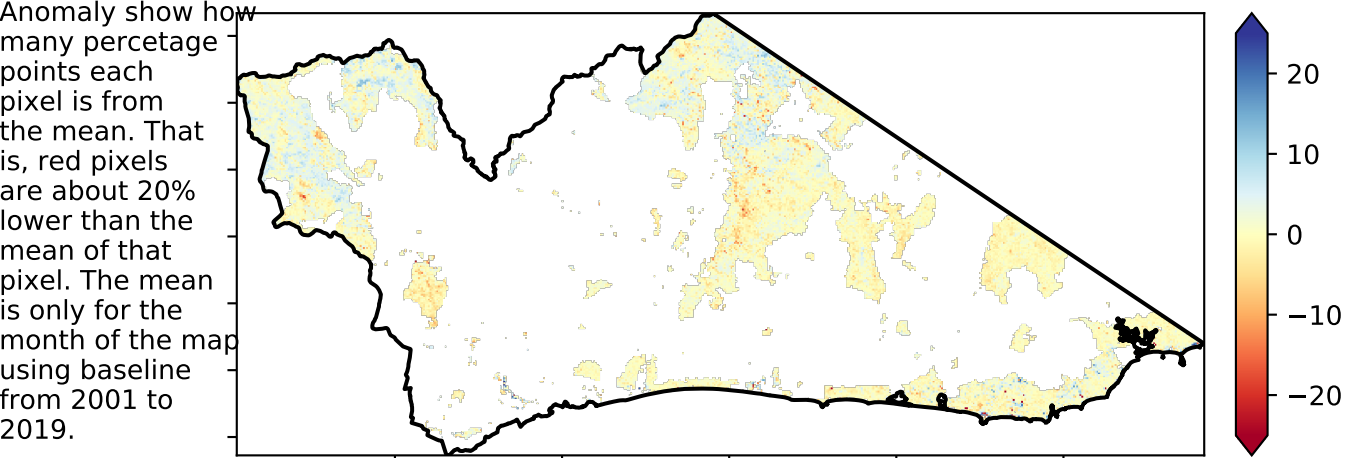 Anomaly show how
many percetage
points each
pixel is from
the mean. That
is, red pixels
are about 20%
lower than the
mean of that
pixel. The mean
is only for the
month of the map
using baseline
from 2001 to
2019.
20
10
0
−10
−20